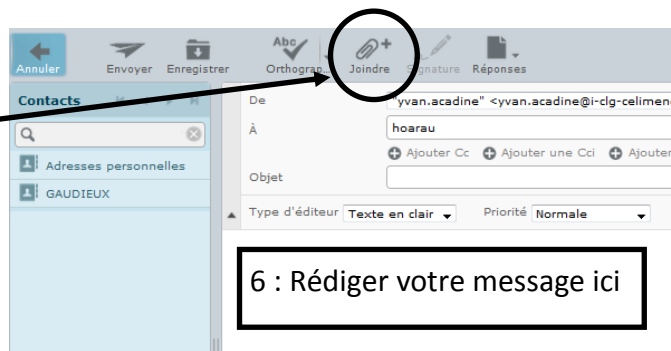 Annuler Envoyer Enregistrer Orthograp... Joindre Signature Réponses
Contacts
De "yvan.acadine" <yvan.acadine@i-clg-celimen
À hoarau
Ajouter Cc Ajouter une Cci Ajouter
Adresses personnelles
Objet
GAUDIEUX
Type d'éditeur Texte en clair Priorité Normale
6 : Rédiger votre message ici